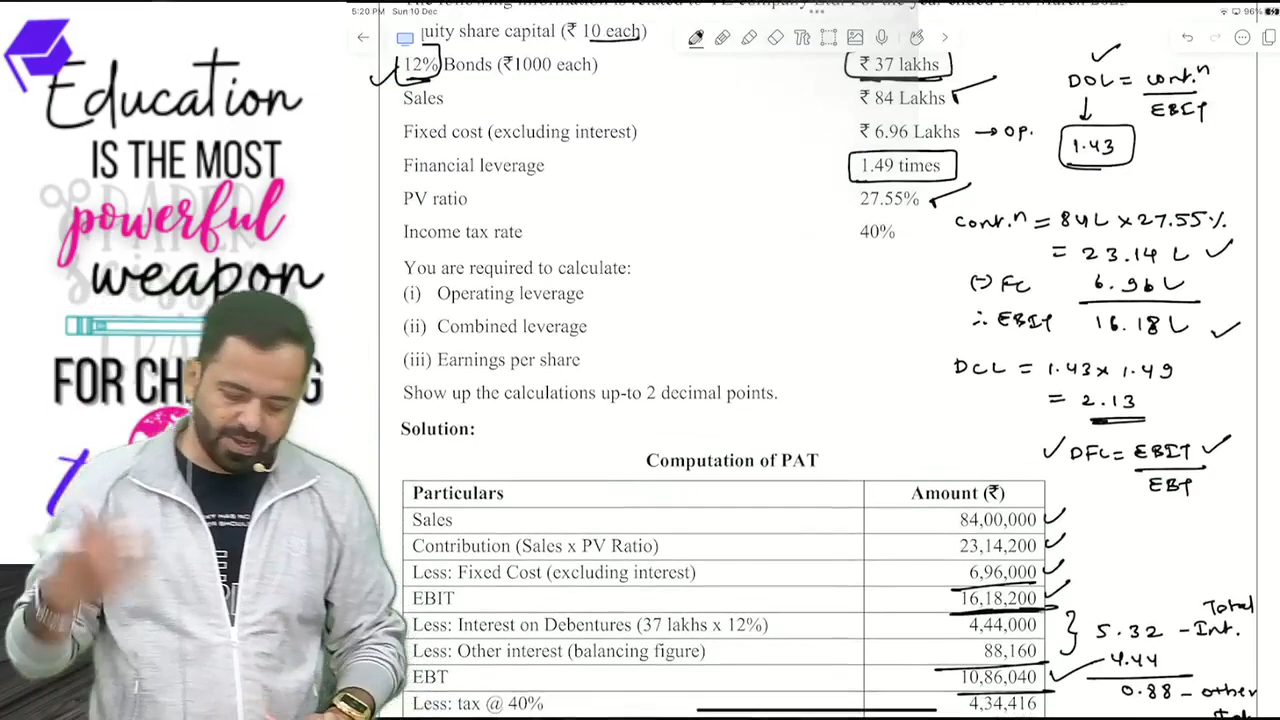 5:20 PM Sun 10 Dec
96%
Education
IS THE MOST
powerful
weapon
FOR CH
uity share capital (₹ 10 each)
12% Bonds (₹1000 each) ₹ 37 lakhs
Sales ₹ 84 Lakhs
Fixed cost (excluding interest) ₹ 6.96 Lakhs → op.
Financial leverage 1.49 times
PV ratio 27.55%
Income tax rate 40%
You are required to calculate:
(i) Operating leverage
(ii) Combined leverage
(iii) Earnings per share
Show up the calculations up-to 2 decimal points.
Solution:
Computation of PAT
Particulars Amount (₹)
Sales 84,00,000
Contribution (Sales x PV Ratio) 23,14,200
Less: Fixed Cost (excluding interest) 6,96,000
EBIT 16,18,200
Less: Interest on Debentures (37 lakhs x 12%) 4,44,000
Less: Other interest (balancing figure) 88,160
EBT 10,86,040
Less: tax @ 40% 4,34,416
DOL = cont.n
EBIT
1.43
cont.n = 84L x 27.55%
= 23.14 L
(-) FC 6.96 L
∴ EBIT 16.18L
DCL = 1.43 x 1.49
= 2.13
DFL = EBIT
EBT
Total
5.32 - Int.
4.44
0.88 - other